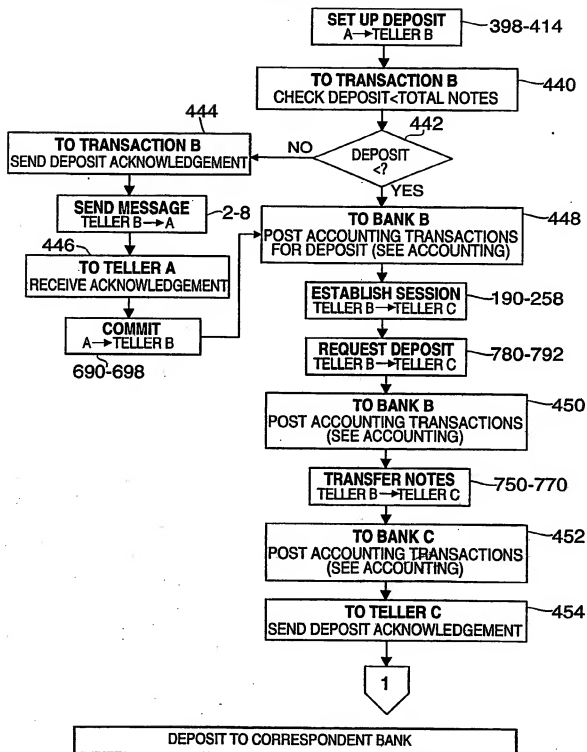 SET UP DEPOSIT
A→TELLER B
398-414
TO TRANSACTION B
CHECK DEPOSIT<TOTAL NOTES
440
442
DEPOSIT
<?
NO
YES
444
TO TRANSACTION B
SEND DEPOSIT ACKNOWLEDGEMENT
SEND MESSAGE
TELLER B→A
2-8
446
TO TELLER A
RECEIVE ACKNOWLEDGEMENT
COMMIT
A→TELLER B
690-698
TO BANK B
POST ACCOUNTING TRANSACTIONS
FOR DEPOSIT (SEE ACCOUNTING)
448
ESTABLISH SESSION
TELLER B→TELLER C
190-258
REQUEST DEPOSIT
TELLER B→TELLER C
780-792
TO BANK B
POST ACCOUNTING TRANSACTIONS
(SEE ACCOUNTING)
450
TRANSFER NOTES
TELLER B→TELLER C
750-770
TO BANK C
POST ACCOUNTING TRANSACTIONS
(SEE ACCOUNTING)
452
TO TELLER C
SEND DEPOSIT ACKNOWLEDGEMENT
454
1
DEPOSIT TO CORRESPONDENT BANK